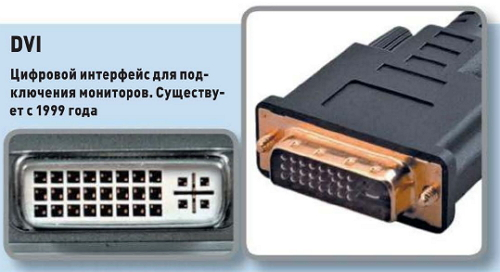 DVI
Цифровой интерфейс для под-
ключения мониторов. Существу-
ет с 1999 года